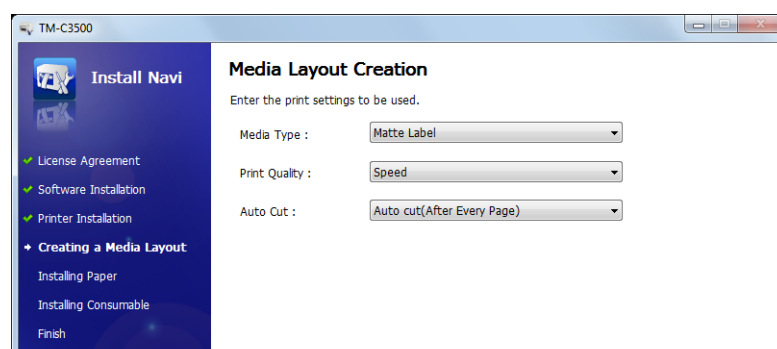 TM-C3500
Install Navi
License Agreement
Software Installation
Printer Installation
Creating a Media Layout
Installing Paper
Installing Consumable
Finish
Media Layout Creation
Enter the print settings to be used.
Media Type : Matte Label
Print Quality : Speed
Auto Cut : Auto cut(After Every Page)